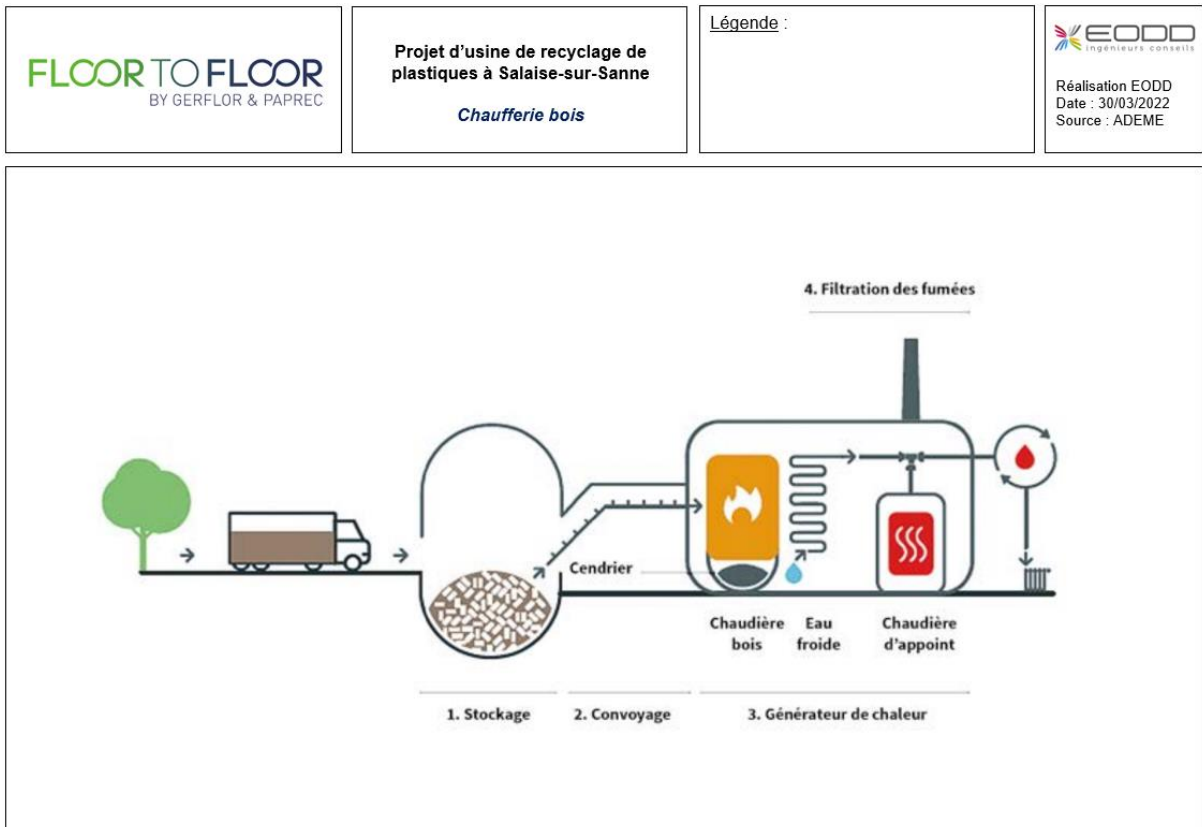 FLOOR TO FLOOR
BY GERFLOR & PAPREC
Projet d'usine de recyclage de
plastiques à Salaise-sur-Sanne
Chaufferie bois
Légende :
EODD
ingénieurs conseils
Réalisation EODD
Date : 30/03/2022
Source : ADEME
4. Filtration des fumées
Cendrier
Chaudière
bois
Eau
froide
Chaudière
d'appoint
1. Stockage
2. Convoyage
3. Générateur de chaleur